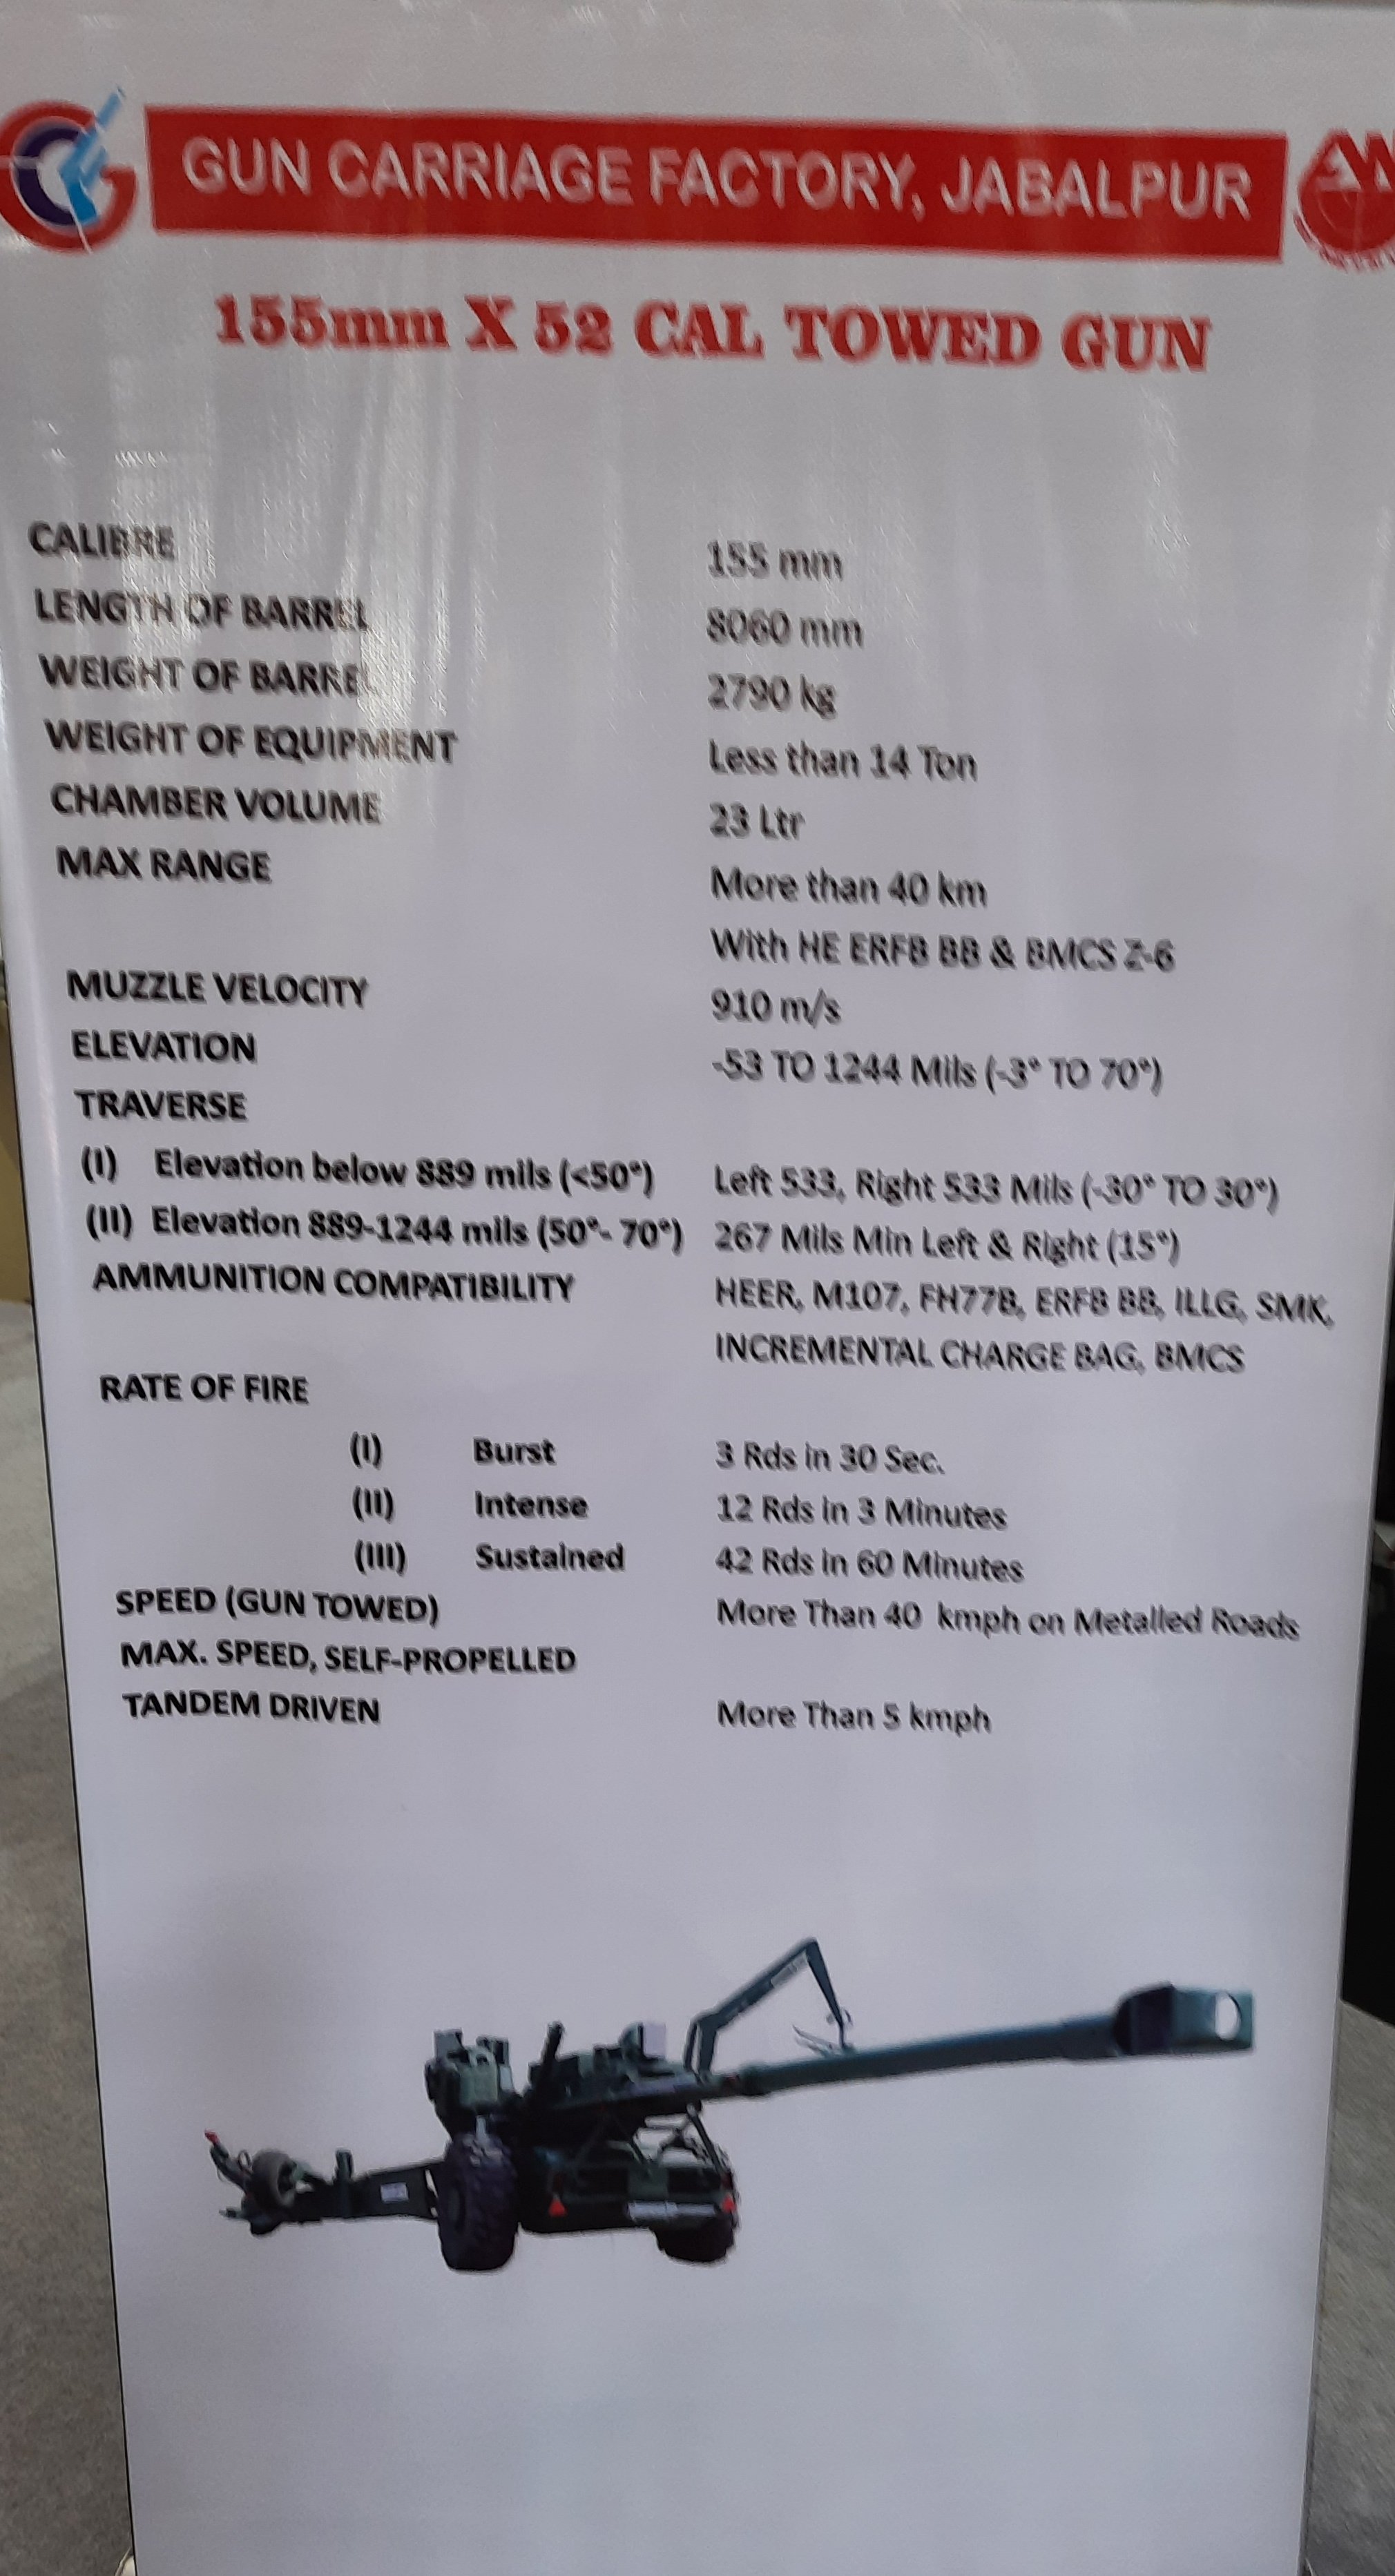 GUN CARRIAGE FACTORY, JABALPUR
155mm X 52 CAL TOWED GUN
CALIBRE 155 mm
LENGTH OF BARREL 8060 mm
WEIGHT OF BARREL 2790 kg
WEIGHT OF EQUIPMENT Less than 14 Ton
CHAMBER VOLUME 23 Ltr
MAX RANGE More than 40 km
With HE ERFB BB & BMCS Z-6
MUZZLE VELOCITY 910 m/s
ELEVATION -53 TO 1244 Mils (-3° TO 70°)
TRAVERSE
(I) Elevation below 889 mils (<50°) Left 533, Right 533 Mils (-30° TO 30°)
(II) Elevation 889-1244 mils (50°- 70°) 267 Mils Min Left & Right (15°)
AMMUNITION COMPATIBILITY HEER, M107, FH77B, ERFB BB, ILLG, SMK,
INCREMENTAL CHARGE BAG, BMCS
RATE OF FIRE
(I) Burst 3 Rds in 30 Sec.
(II) Intense 12 Rds in 3 Minutes
(III) Sustained 42 Rds in 60 Minutes
SPEED (GUN TOWED) More Than 40 kmph on Metalled Roads
MAX. SPEED, SELF-PROPELLED
TANDEM DRIVEN More Than 5 kmph